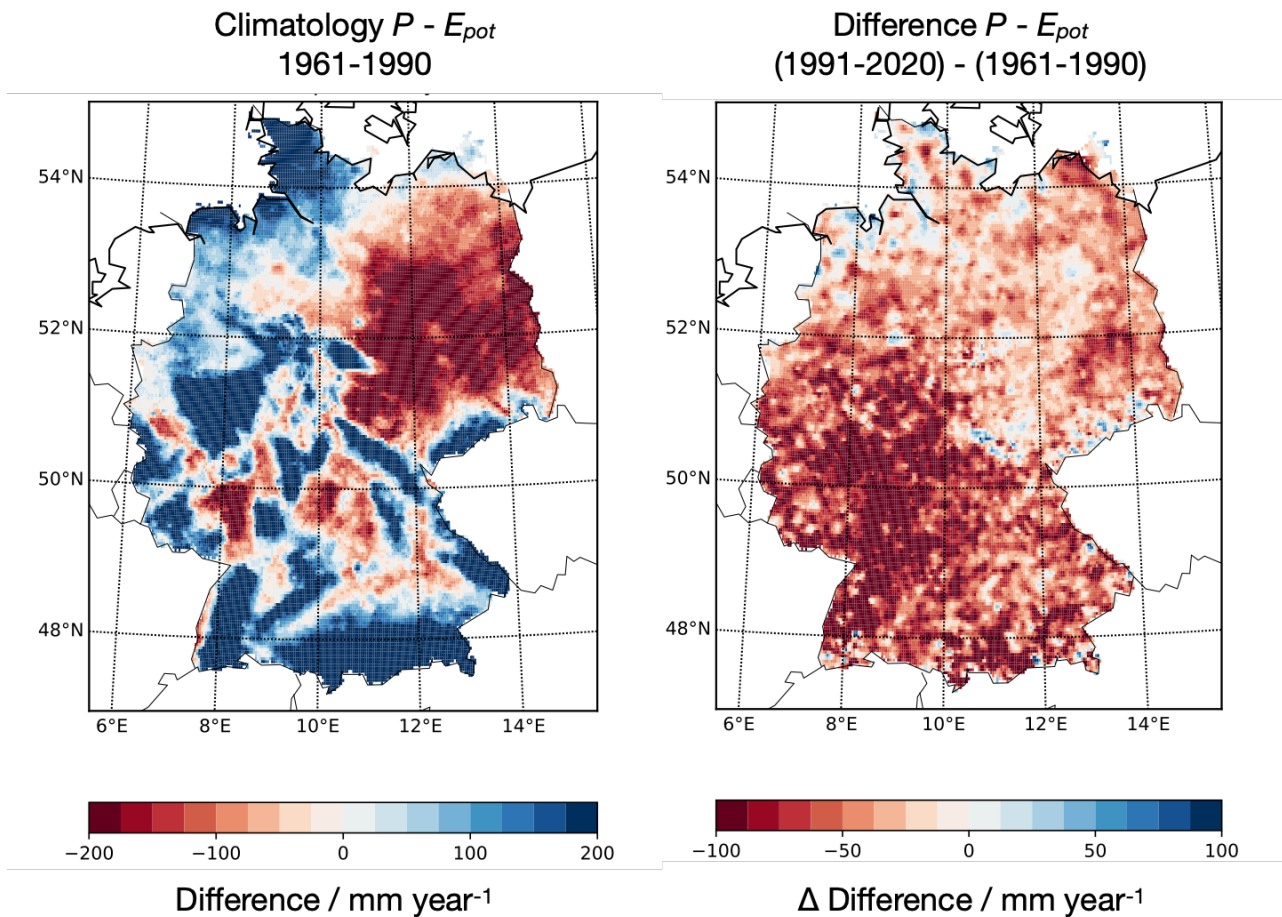 Climatology P - Epot
1961-1990
Difference P - Epot
(1991-2020) - (1961-1990)
54°N
52°N
50°N
48°N
6°E
8°E
10°E
12°E
14°E
54°N
52°N
50°N
48°N
6°E
8°E
10°E
12°E
14°E
−200
−100
0
100
200
−100
−50
0
50
100
Difference / mm year-1
Δ Difference / mm year-1